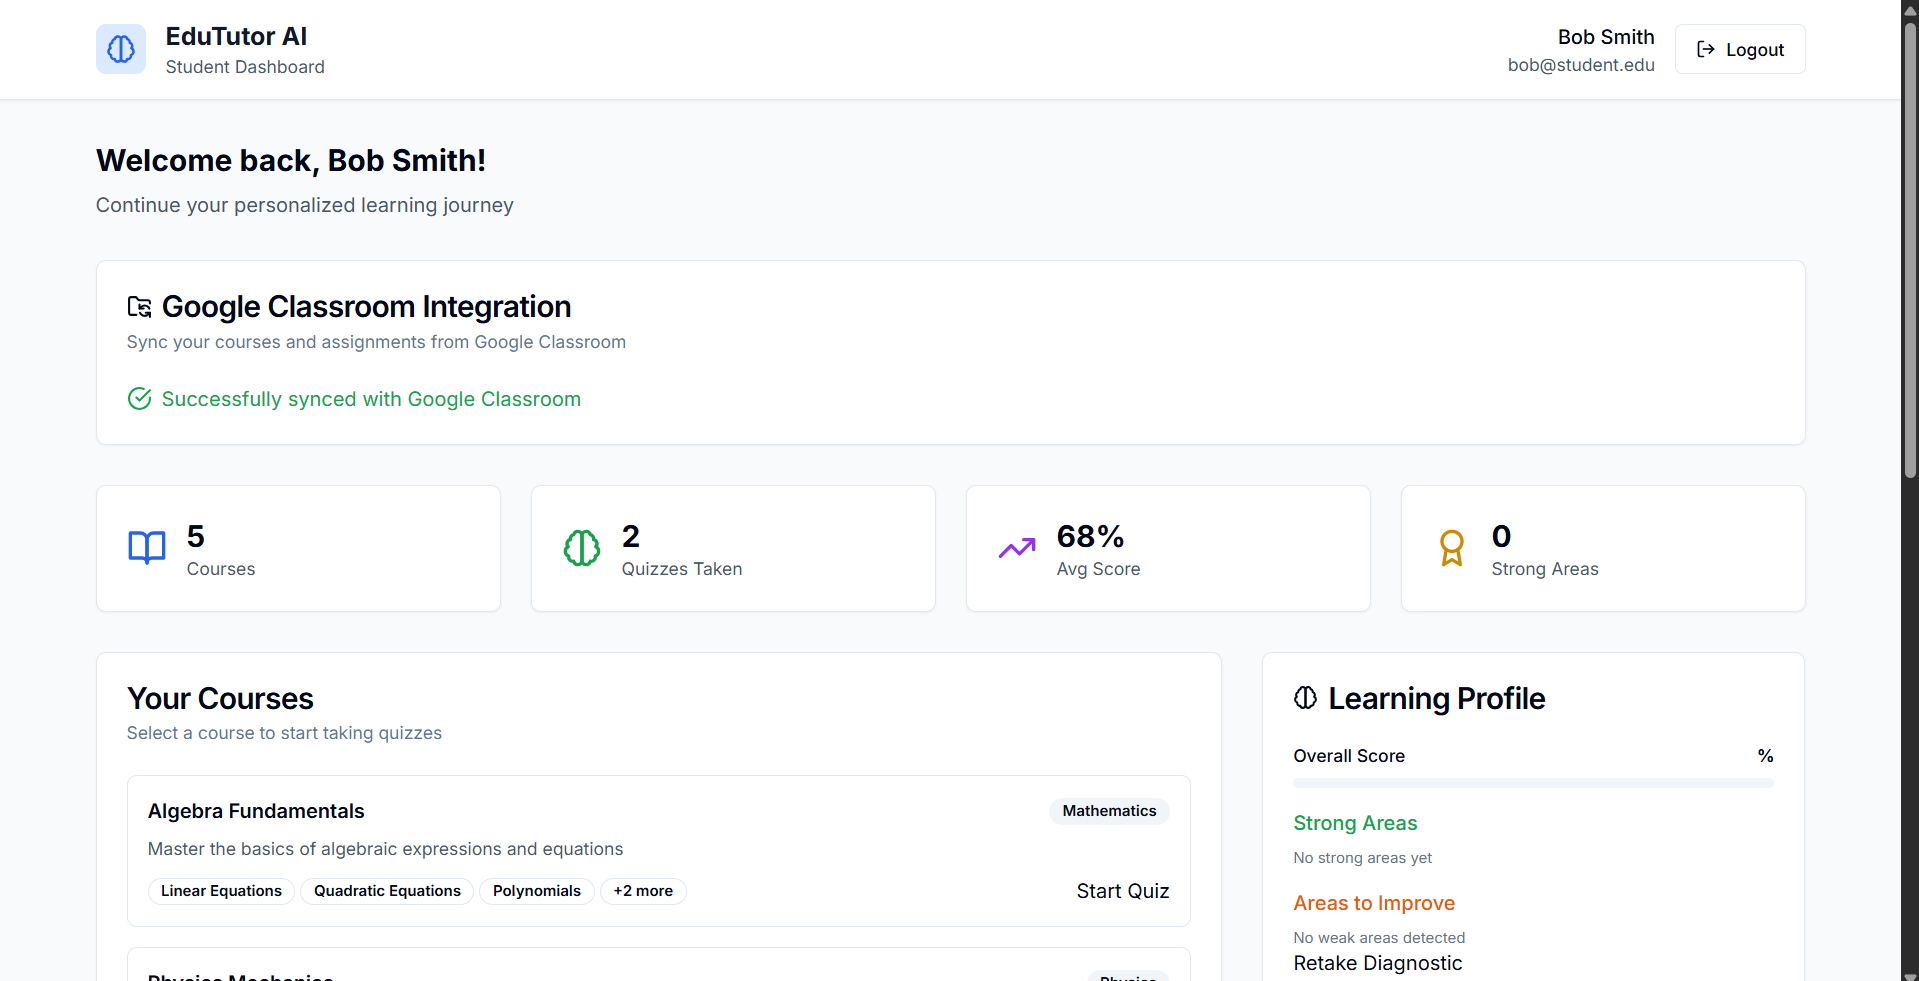 EduTutor AI
Student Dashboard
Bob Smith
bob@student.edu
Logout
Welcome back, Bob Smith!
Continue your personalized learning journey
Google Classroom Integration
Sync your courses and assignments from Google Classroom
Successfully synced with Google Classroom
5
Courses
2
Quizzes Taken
68%
Avg Score
0
Strong Areas
Your Courses
Select a course to start taking quizzes
Algebra Fundamentals
Mathematics
Master the basics of algebraic expressions and equations
Linear Equations
Quadratic Equations
Polynomials
+2 more
Start Quiz
Physics Mechanics
Physics
Learning Profile
Overall Score
%
Strong Areas
No strong areas yet
Areas to Improve
No weak areas detected
Retake Diagnostic